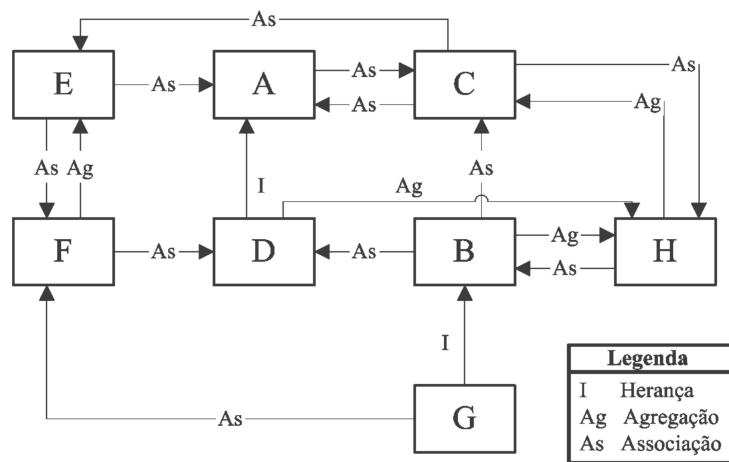 As
E
As
A
As
As
C
As
Ag
As
Ag
I
Ag
As
F
As
D
As
B
Ag
As
H
I
As
G
Legenda
I Herança
Ag Agregação
As Associação